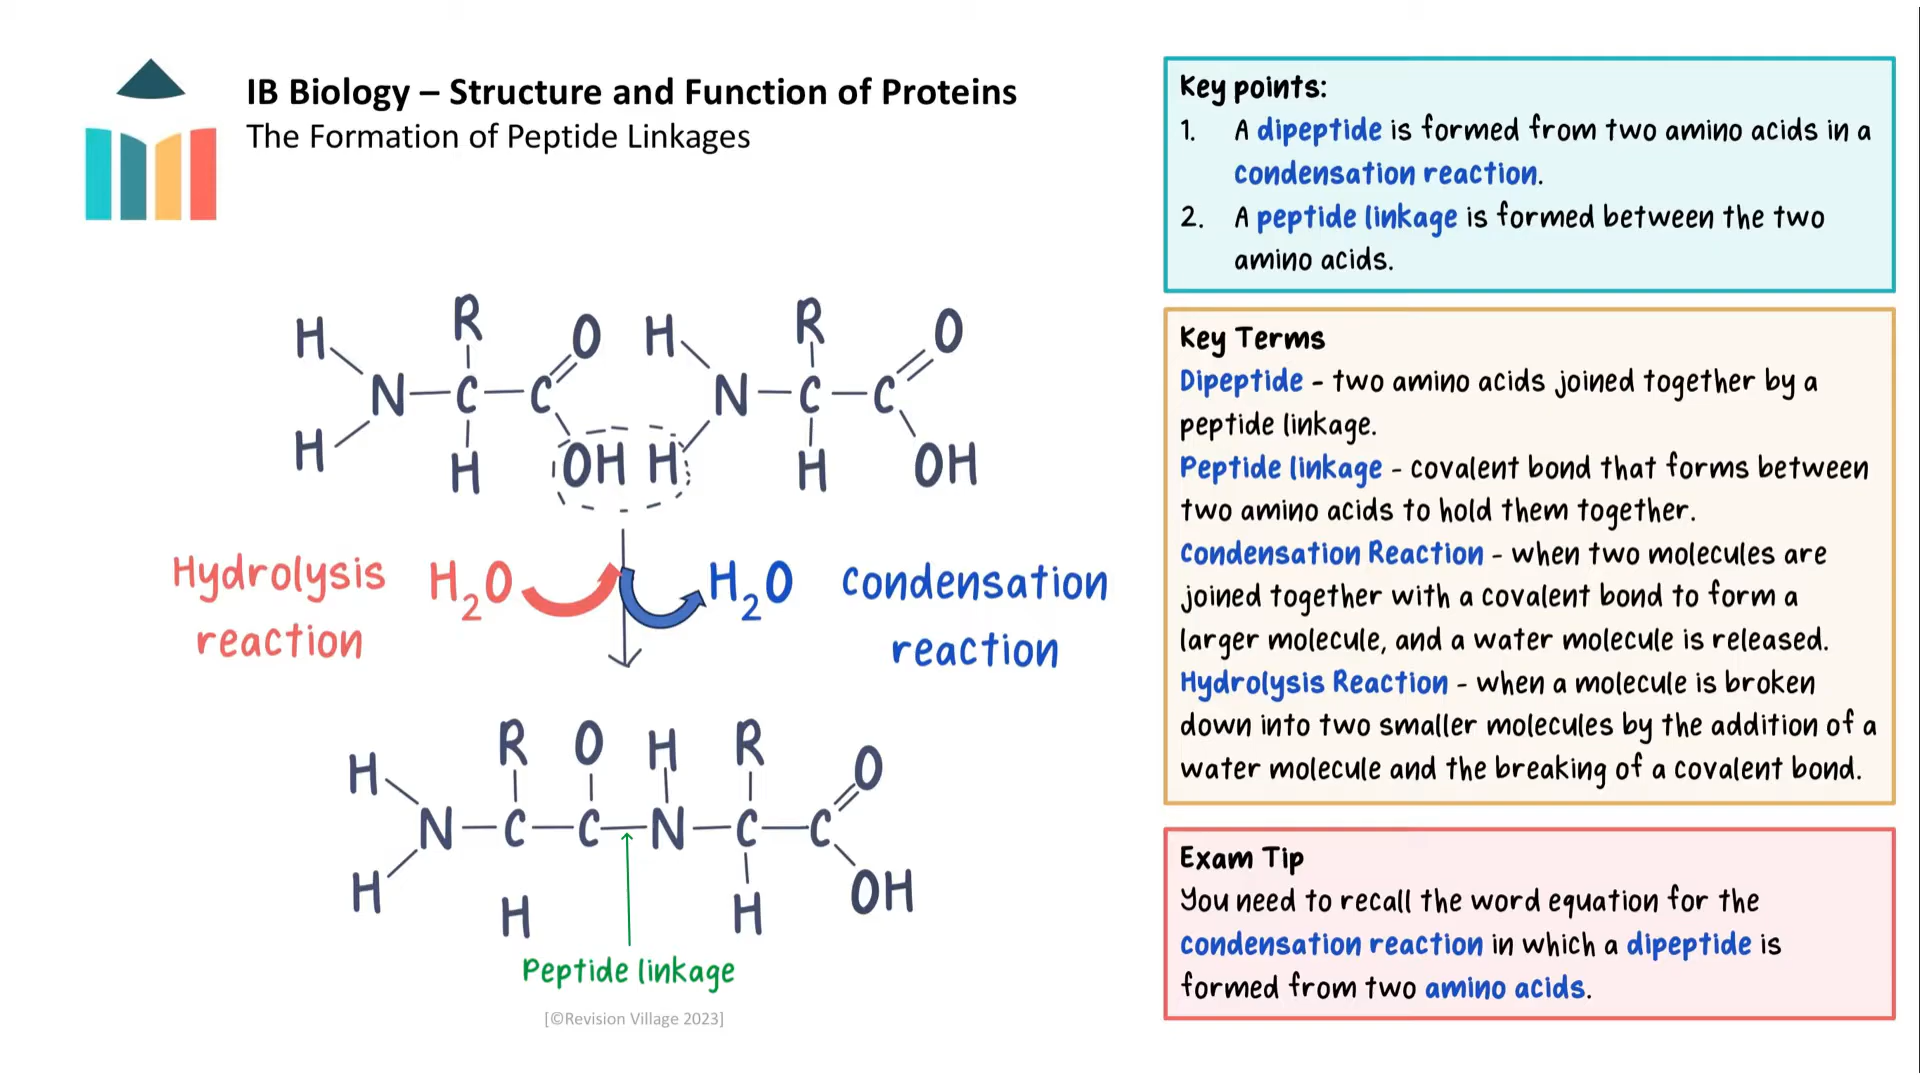 IB Biology – Structure and Function of Proteins
The Formation of Peptide Linkages
H R O H R O
N C C N C C
H H OH H H OH
Hydrolysis
reaction
H2O
H2O
condensation
reaction
H R O H R O
N C C N C C
H H H OH
Peptide linkage
[©Revision Village 2023]
Key points:
1. A dipeptide is formed from two amino acids in a
condensation reaction.
2. A peptide linkage is formed between the two
amino acids.
Key Terms
Dipeptide - two amino acids joined together by a
peptide linkage.
Peptide linkage - covalent bond that forms between
two amino acids to hold them together.
Condensation Reaction - when two molecules are
joined together with a covalent bond to form a
larger molecule, and a water molecule is released.
Hydrolysis Reaction - when a molecule is broken
down into two smaller molecules by the addition of a
water molecule and the breaking of a covalent bond.
Exam Tip
You need to recall the word equation for the
condensation reaction in which a dipeptide is
formed from two amino acids.